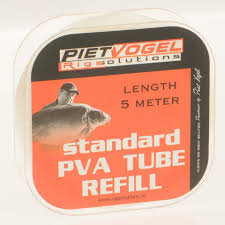 PIETVOGEL
Rigsolutions
LENGTH
5 METER
standard
PVA TUBE
REFILL